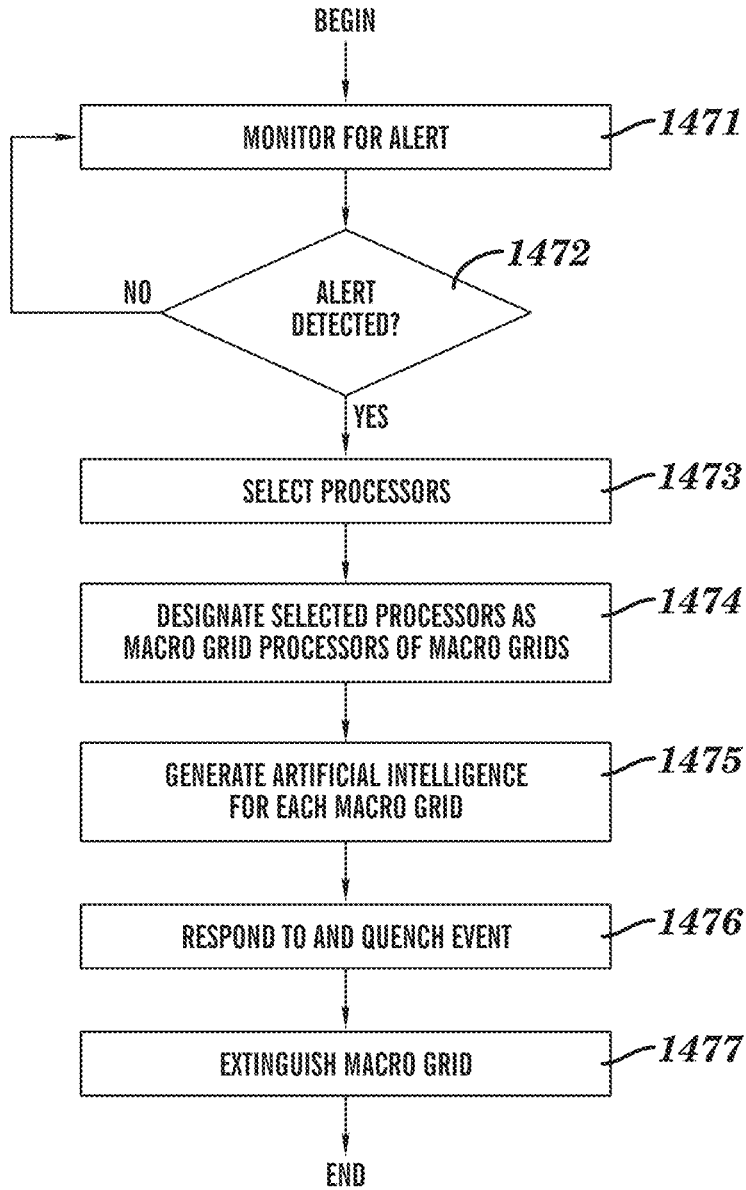 BEGIN
MONITOR FOR ALERT
1471
1472
NO
ALERT
DETECTED?
YES
SELECT PROCESSORS
1473
DESIGNATE SELECTED PROCESSORS AS
MACRO GRID PROCESSORS OF MACRO GRIDS
1474
GENERATE ARTIFICIAL INTELLIGENCE
FOR EACH MACRO GRID
1475
RESPOND TO AND QUENCH EVENT
1476
EXTINGUISH MACRO GRID
1477
END